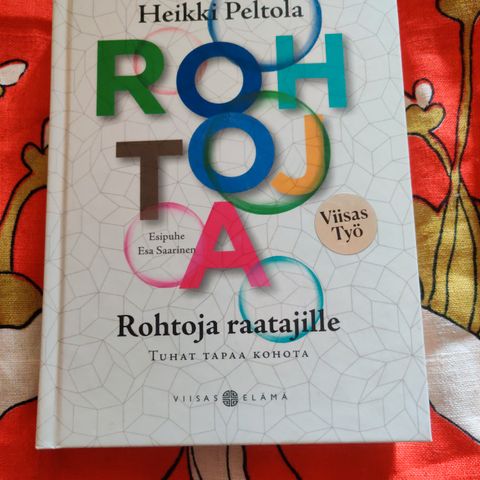 Heikki Peltola
ROH
TOJ
A
Esipuhe
Esa Saarinen
Viisas
Työ
Rohtoja raatajille
TUHAT TAPAA KOHOTA
VIISAS ELÄMÄ